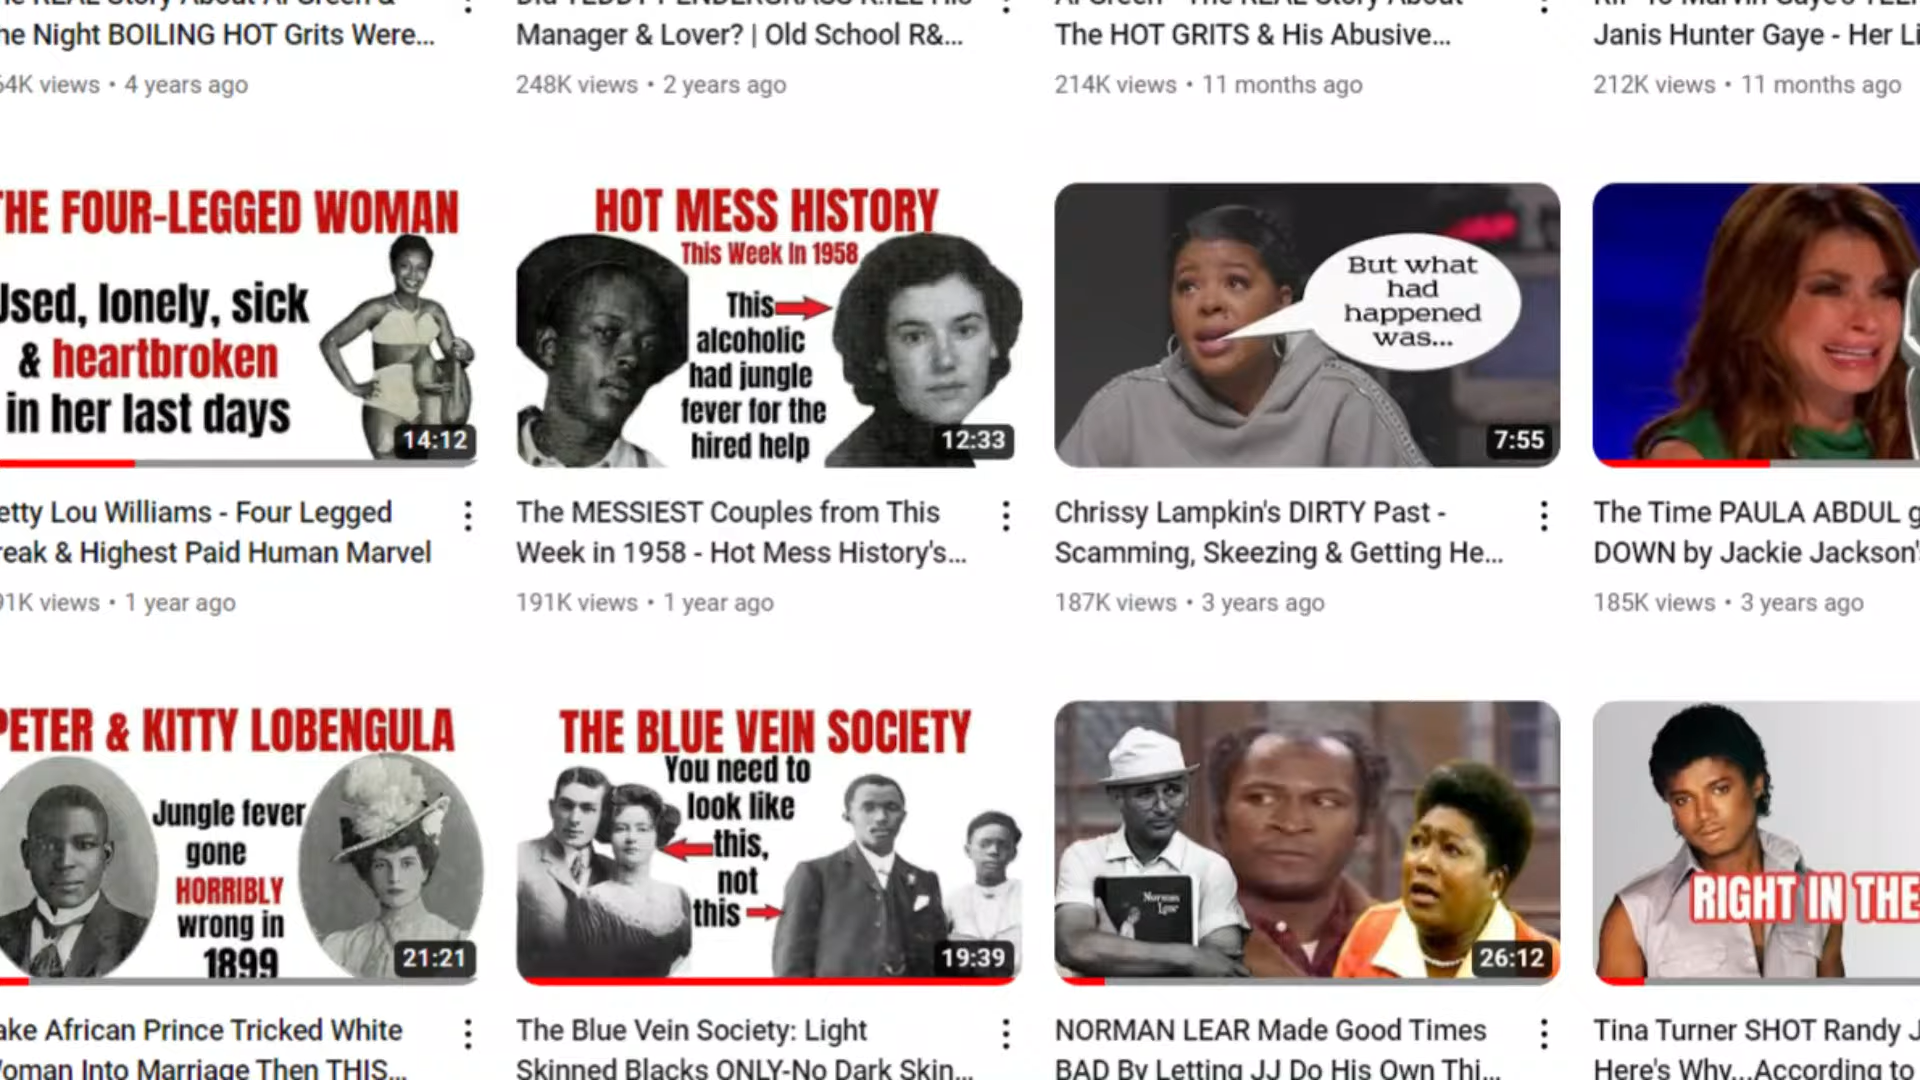 he Night BOILING HOT Grits Were...
64K views • 4 years ago
Manager & Lover? | Old School R&...
248K views • 2 years ago
The HOT GRITS & His Abusive...
214K views • 11 months ago
Janis Hunter Gaye - Her Li
212K views • 11 months ago
THE FOUR-LEGGED WOMAN
Used, lonely, sick
& heartbroken
in her last days
14:12
etty Lou Williams - Four Legged
reak & Highest Paid Human Marvel
91K views • 1 year ago
HOT MESS HISTORY
This Week In 1958
This
alcoholic
had jungle
fever for the
hired help
12:33
The MESSIEST Couples from This
Week in 1958 - Hot Mess History's...
191K views • 1 year ago
But what
had
happened
was...
7:55
Chrissy Lampkin's DIRTY Past -
Scamming, Skeezing & Getting He...
187K views • 3 years ago
The Time PAULA ABDUL g
DOWN by Jackie Jackson's
185K views • 3 years ago
PETER & KITTY LOBENGULA
Jungle fever
gone
HORRIBLY
wrong in
1899
21:21
ake African Prince Tricked White
Woman Into Marriage Then THIS...
THE BLUE VEIN SOCIETY
You need to
look like
this,
not
this
19:39
The Blue Vein Society: Light
Skinned Blacks ONLY-No Dark Skin...
Norman
Lear
26:12
NORMAN LEAR Made Good Times
BAD By Letting JJ Do His Own Thi...
RIGHT IN THE
Tina Turner SHOT Randy J
Here's Why...According to